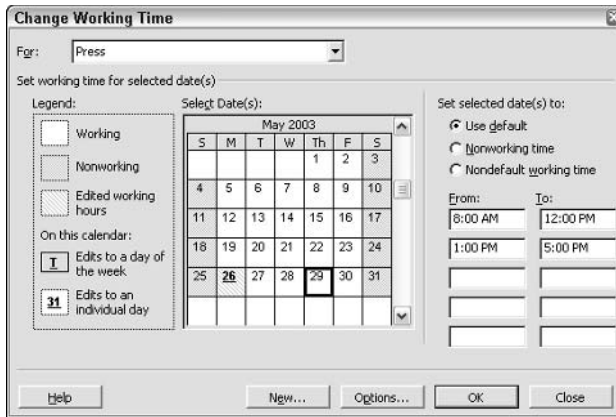 Change Working Time
For: Press
Set working time for selected date(s)
Legend:
Working
Nonworking
Edited working
hours
On this calendar:
T Edits to a day of
the week
31 Edits to an
individual day
Select Date(s):
May 2003
S M T W Th F S
1 2 3
4 5 6 7 8 9 10
11 12 13 14 15 16 17
18 19 20 21 22 23 24
25 26 27 28 29 30 31
Set selected date(s) to:
Use default
Nonworking time
Nondefault working time
From: To:
8:00 AM 12:00 PM
1:00 PM 5:00 PM
Help New... Options... OK Close